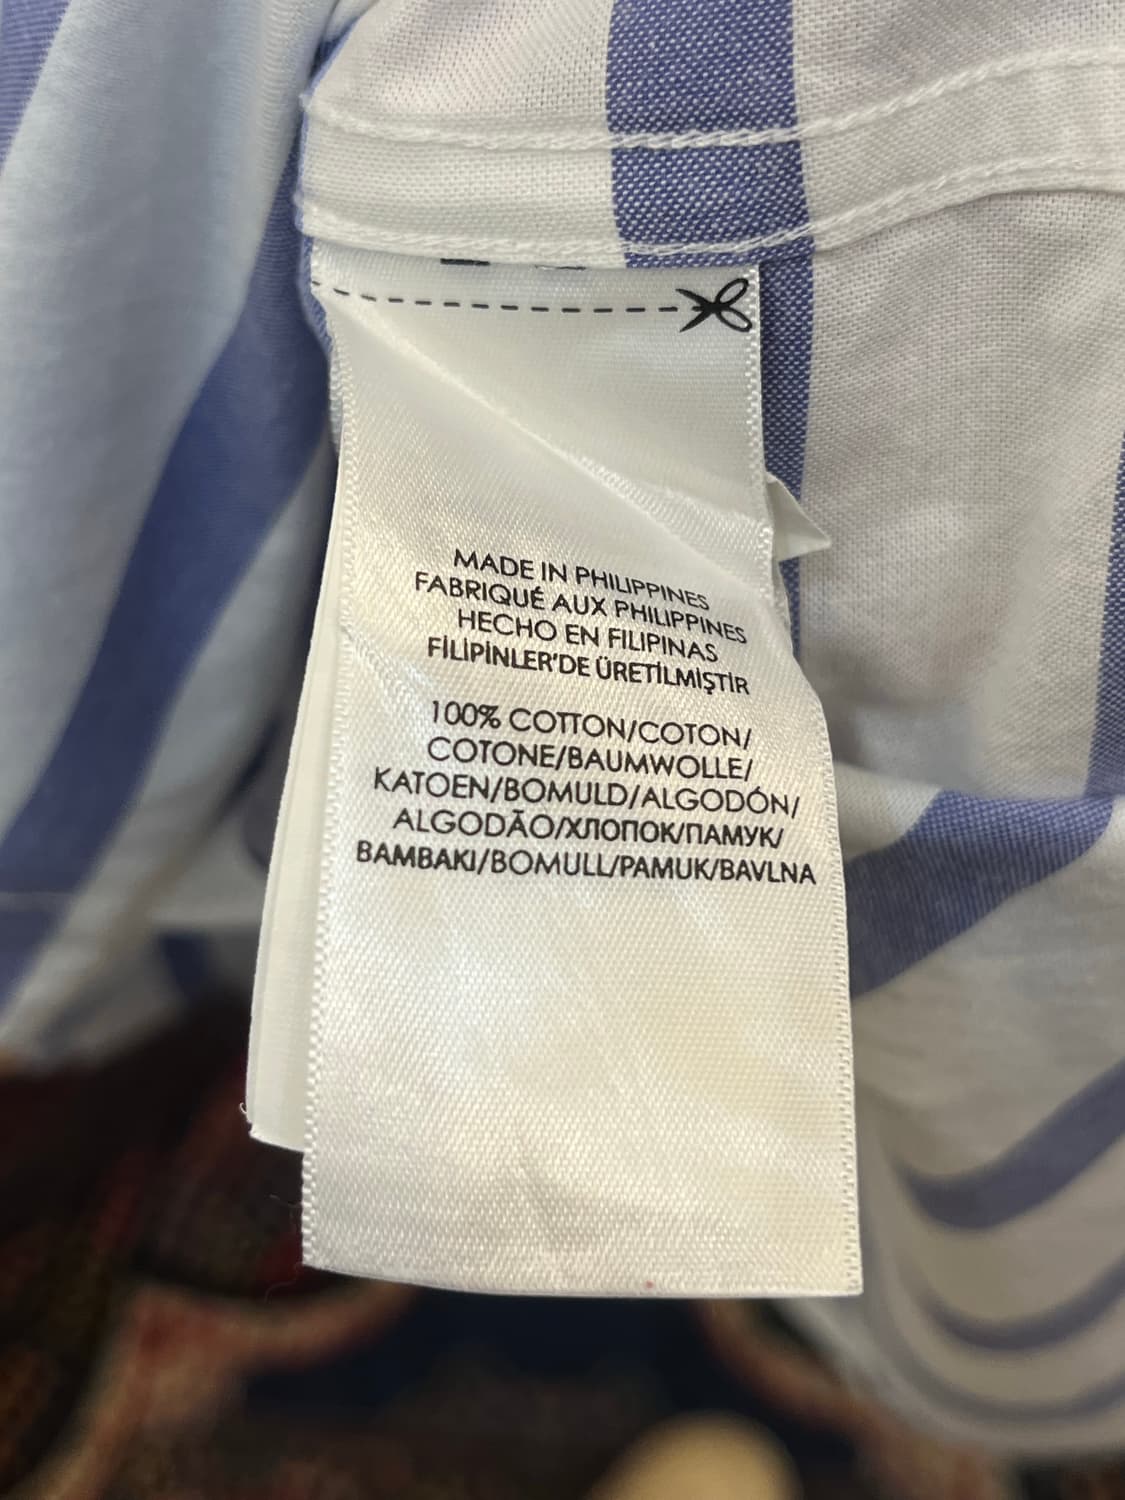 MADE IN PHILIPPINES
FABRIQUÉ AUX PHILIPPINES
HECHO EN FILIPINAS
FİLİPİNLER'DE ÜRETİLMİŞTİR
100% COTTON/COTON/
COTONE/BAUMWOLLE/
KATOEN/BOMULD/ALGODÓN/
ALGODÃO/ХЛОПОК/ПАМУК/
ΒΑΜΒΑΚΙ/BOMULL/PAMUK/BAVLNA